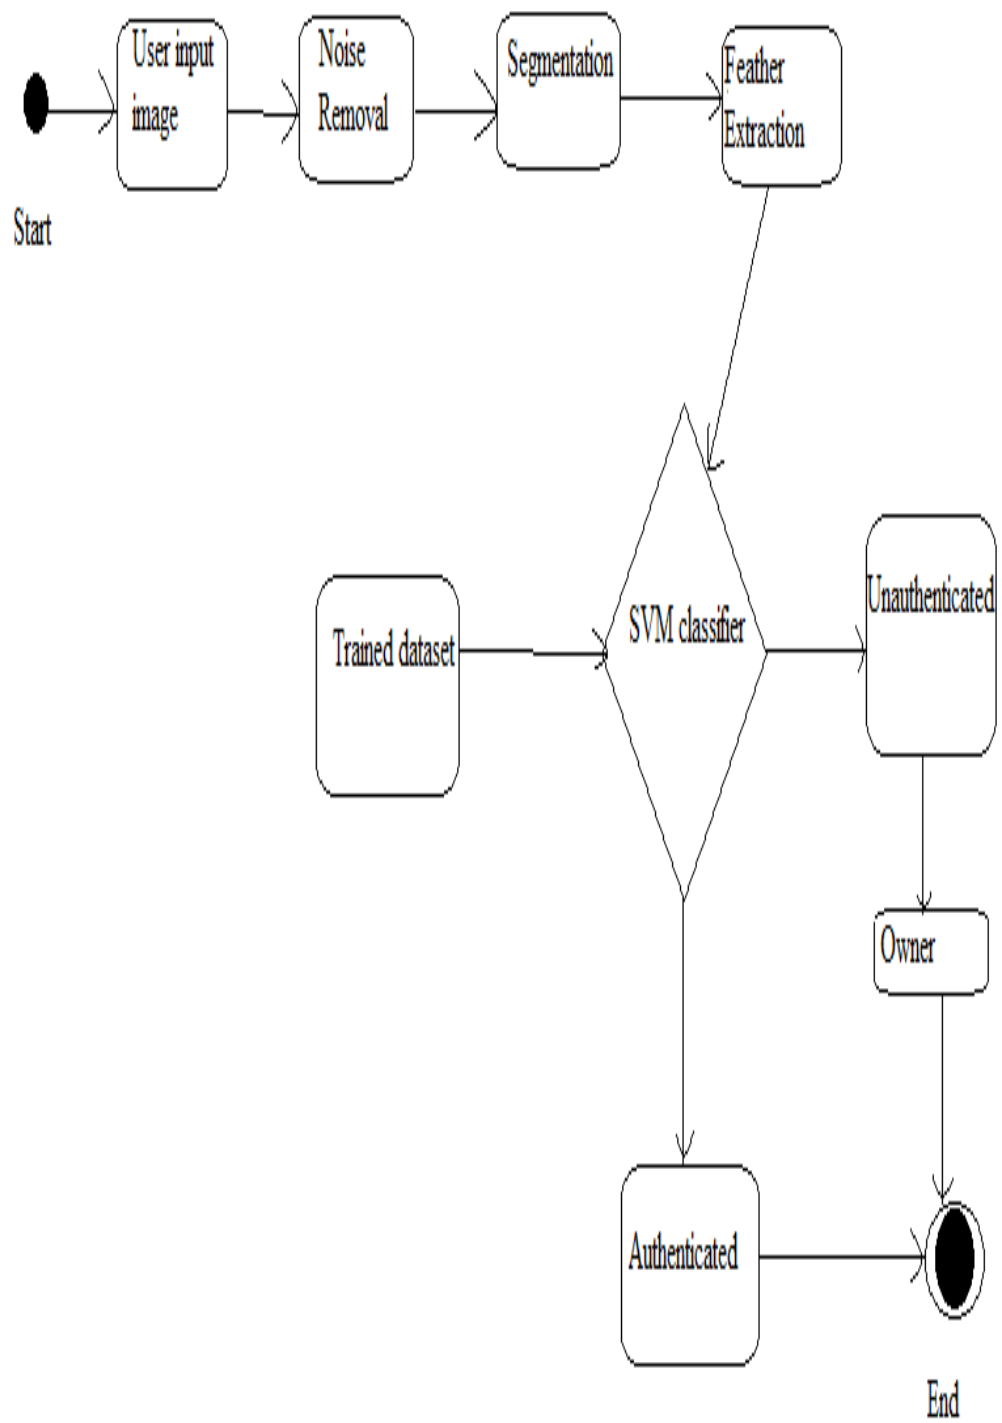 User input
image
Noise
Removal
Segmentation
Feather
Extraction
Start
Trained dataset
SVM classifier
Unauthenticated
Owner
Authenticated
End